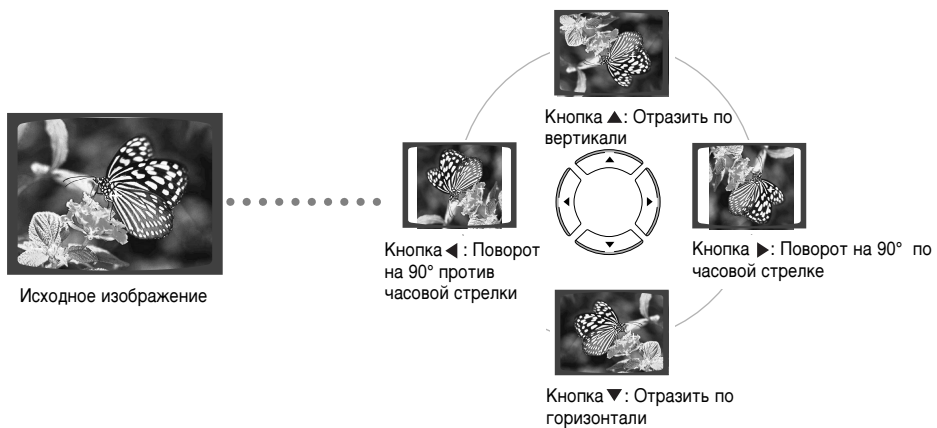 Кнопка ▲: Отразить по
вертикали
Кнопка ◀ : Поворот
на 90° против
часовой стрелки
Кнопка ▶: Поворот на 90° по
часовой стрелке
Исходное изображение
Кнопка ▼: Отразить по
горизонтали